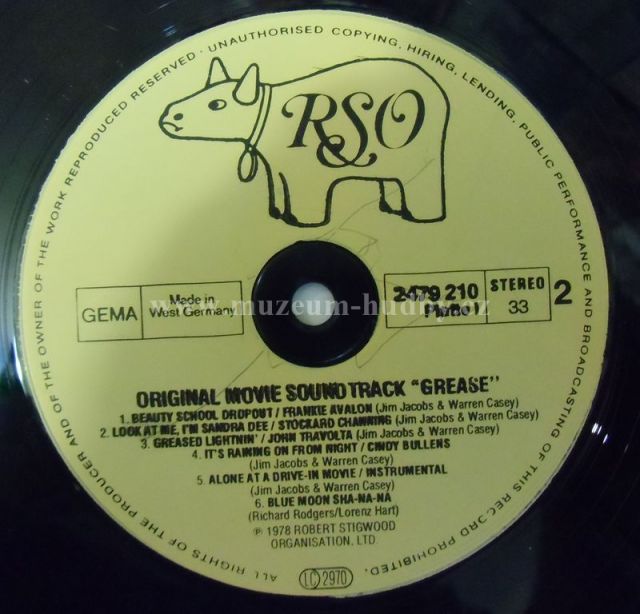 ALL RIGHTS OF THE PRODUCER AND OF THE OWNER OF THE WORK REPRODUCED RESERVED · UNAUTHORISED COPYING, HIRING, LENDING, PUBLIC PERFORMANCE AND BROADCASTING OF THIS RECORD PROHIBITED.
RSO
GEMA
Made in
West Germany
2479 210
Platte 1
STEREO
33
2
www.muzeum-hudby.cz
ORIGINAL MOVIE SOUNDTRACK "GREASE"
1. BEAUTY SCHOOL DROPOUT / FRANKIE AVALON (Jim Jacobs & Warren Casey)
2. LOOK AT ME, I'M SANDRA DEE / STOCKARD CHANNING (Jim Jacobs & Warren Casey)
3. GREASED LIGHTNIN' / JOHN TRAVOLTA (Jim Jacobs & Warren Casey)
4. IT'S RAINING ON FROM NIGHT / CINDY BULLENS
(Jim Jacobs & Warren Casey)
5. ALONE AT A DRIVE-IN MOVIE / INSTRUMENTAL
(Jim Jacobs & Warren Casey)
6. BLUE MOON SHA-NA-NA
(Richard Rodgers/Lorenz Hart)
℗ 1978 ROBERT STIGWOOD
ORGANISATION, LTD.
LC 2970